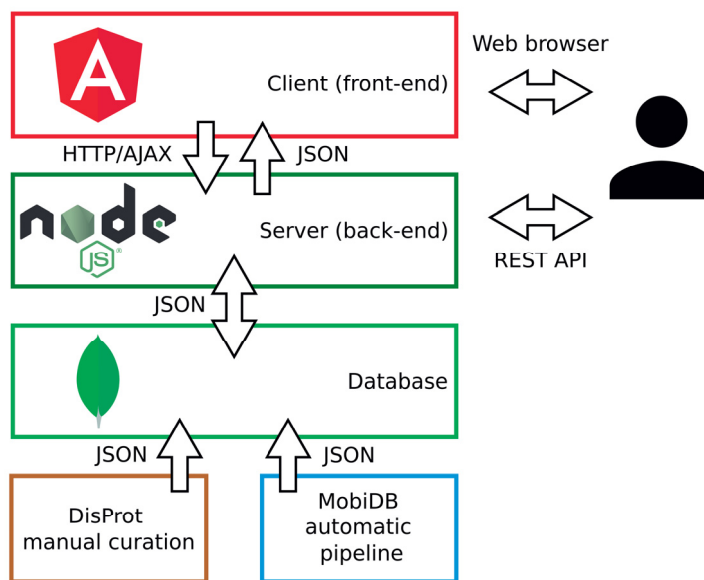 Web browser
Client (front-end)
HTTP/AJAX
JSON
node
JS®
Server (back-end)
REST API
JSON
Database
JSON
JSON
DisProt
manual curation
MobiDB
automatic
pipeline